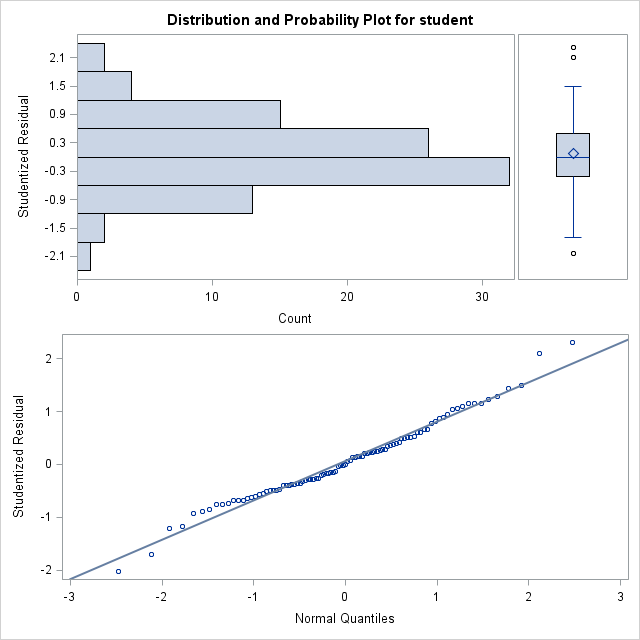 Distribution and Probability Plot for student
Studentized Residual
2.1
1.5
0.9
0.3
-0.3
-0.9
-1.5
-2.1
0 10 20 30
Count
Studentized Residual
2
1
0
-1
-2
-3 -2 -1 0 1 2 3
Normal Quantiles